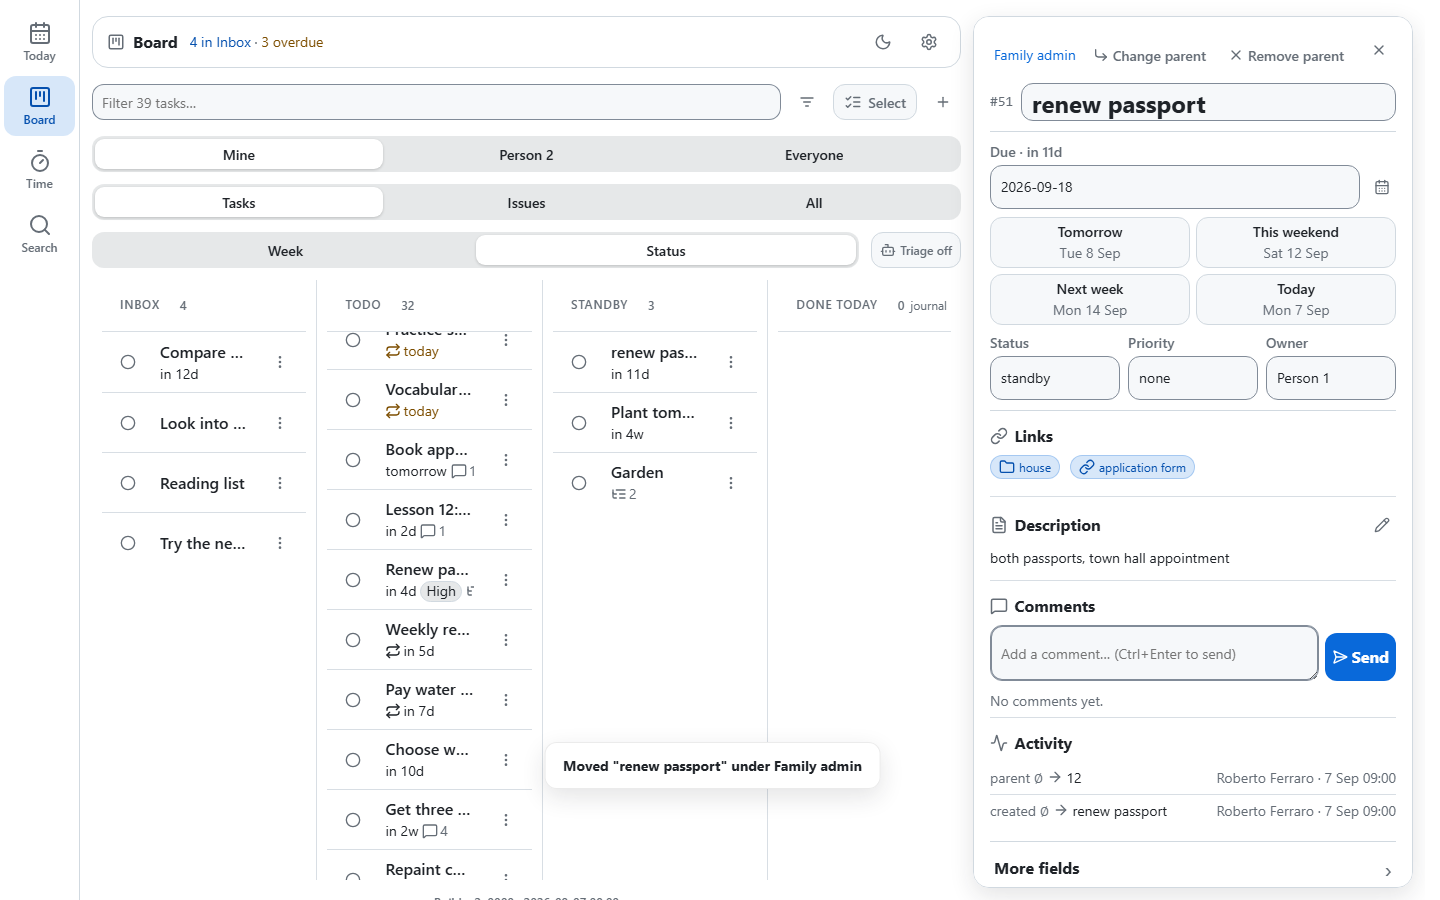 Today
Board
Time
Search
Board 4 in Inbox · 3 overdue
Filter 39 tasks...
Select
Mine Person 2 Everyone
Tasks Issues All
Week Status
Triage off
INBOX 4
Compare ...
in 12d
Look into ...
Reading list
Try the ne...
TODO 32
today
Vocabular...
today
Book app...
tomorrow 1
Lesson 12:...
in 2d 1
Renew pa...
in 4d High
Weekly re...
in 5d
Pay water ...
in 7d
Choose w...
in 10d
Get three ...
in 2w 4
Repaint c...
STANDBY 3
renew pas...
in 11d
Plant tom...
in 4w
Garden
2
DONE TODAY 0 journal
Moved "renew passport" under Family admin
Family admin Change parent Remove parent
#51 renew passport
Due · in 11d
2026-09-18
Tomorrow
Tue 8 Sep
This weekend
Sat 12 Sep
Next week
Mon 14 Sep
Today
Mon 7 Sep
Status Priority Owner
standby none Person 1
Links
house application form
Description
both passports, town hall appointment
Comments
Add a comment... (Ctrl+Enter to send)
Send
No comments yet.
Activity
parent ∅ → 12 Roberto Ferraro · 7 Sep 09:00
created ∅ → renew passport Roberto Ferraro · 7 Sep 09:00
More fields